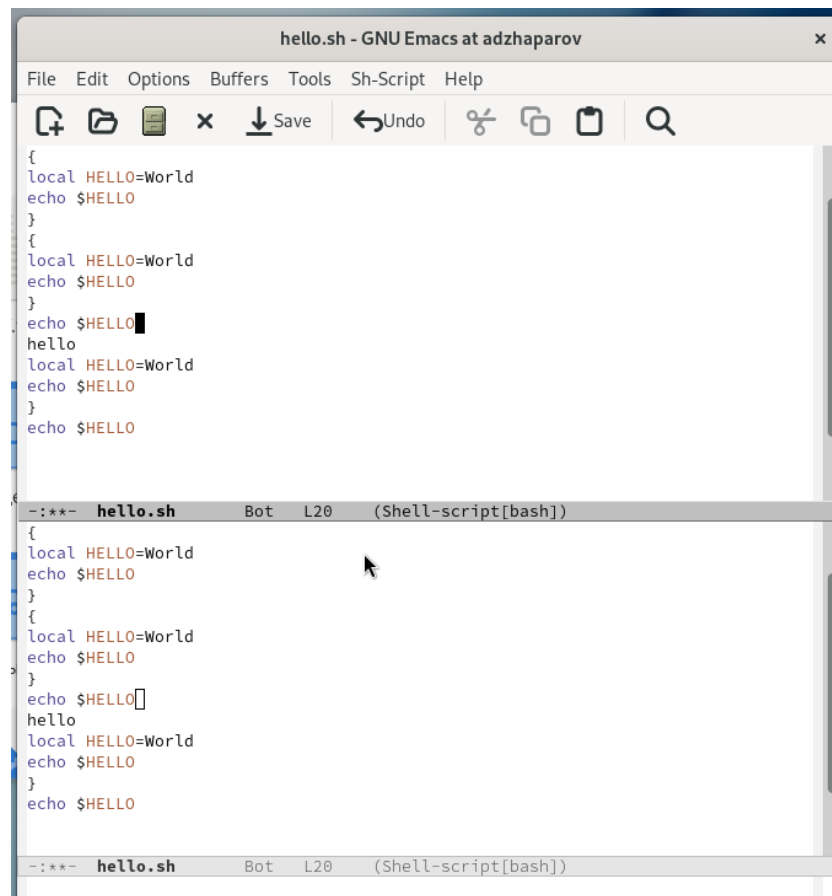 hello.sh - GNU Emacs at adzhaparov
File Edit Options Buffers Tools Sh-Script Help
Save Undo
{
local HELLO=World
echo $HELLO
}
{
local HELLO=World
echo $HELLO
}
echo $HELLO
hello
local HELLO=World
echo $HELLO
}
echo $HELLO
-:**- hello.sh Bot L20 (Shell-script[bash])
{
local HELLO=World
echo $HELLO
}
{
local HELLO=World
echo $HELLO
}
echo $HELLO
hello
local HELLO=World
echo $HELLO
}
echo $HELLO
-:**- hello.sh Bot L20 (Shell-script[bash])